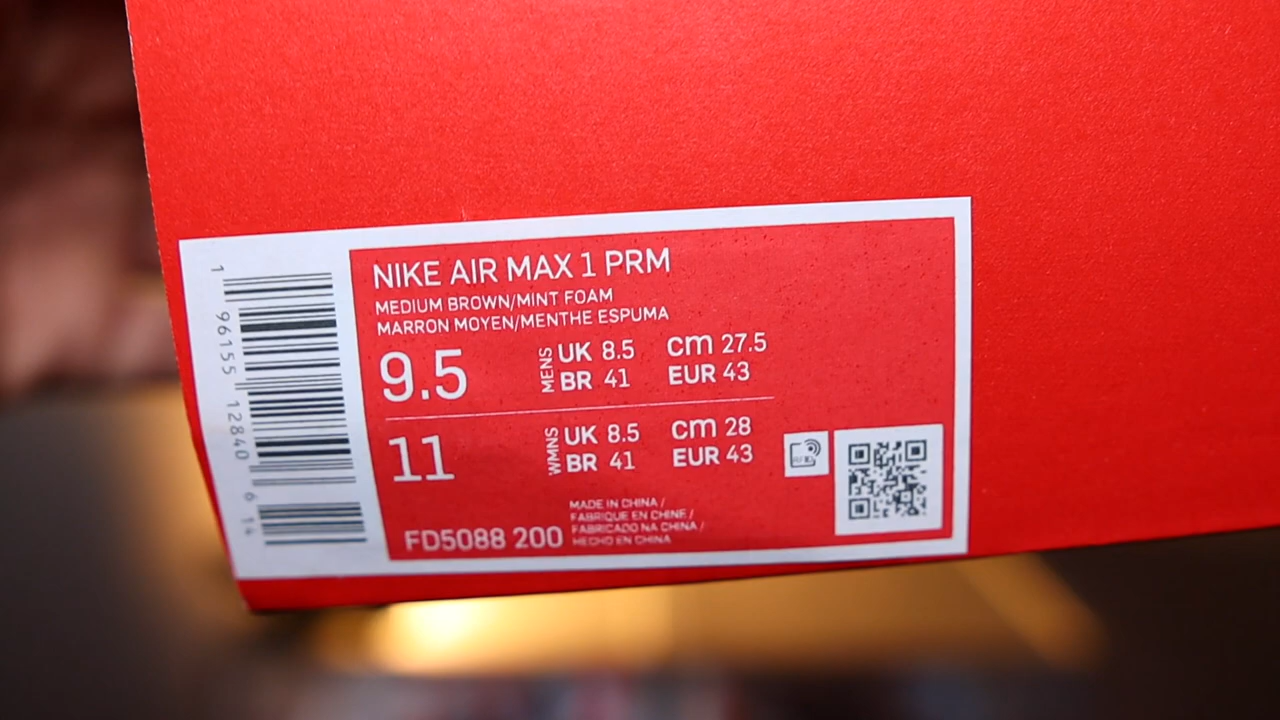 NIKE AIR MAX 1 PRM
MEDIUM BROWN/MINT FOAM
MARRON MOYEN/MENTHE ESPUMA
9.5 MENS UK 8.5 cm 27.5
BR 41 EUR 43
11 WMNS UK 8.5 cm 28
BR 41 EUR 43
FD5088 200
MADE IN CHINA /
FABRIQUE EN CHINE /
FABRICADO NA CHINA /
HECHO EN CHINA
1 96155 12840 6 14